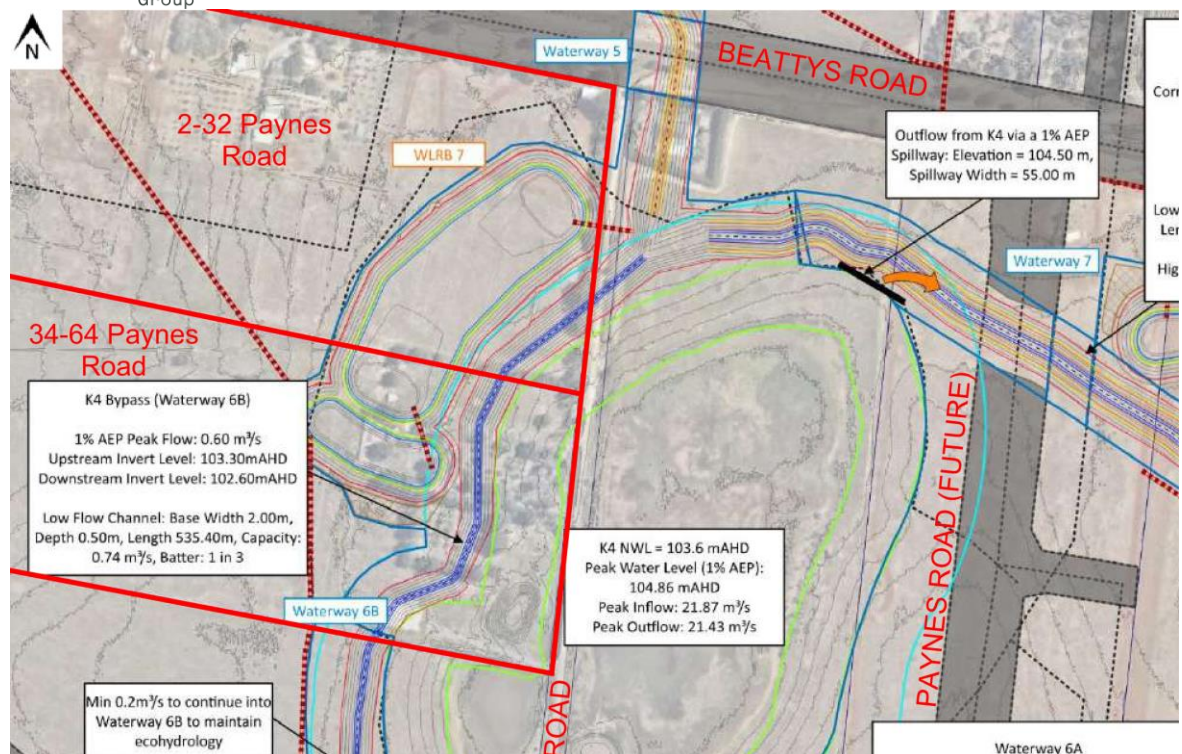 Group
N
Waterway 5
BEATTYS ROAD
Corr
2-32 Paynes
Road
WLRB 7
Outflow from K4 via a 1% AEP
Spillway: Elevation = 104.50 m,
Spillway Width = 55.00 m
Low
Len
Hig
Waterway 7
34-64 Paynes
Road
K4 Bypass (Waterway 6B)
1% AEP Peak Flow: 0.60 m³/s
Upstream Invert Level: 103.30mAHD
Downstream Invert Level: 102.60mAHD
Low Flow Channel: Base Width 2.00m,
Depth 0.50m, Length 535.40m, Capacity:
0.74 m³/s, Batter: 1 in 3
K4 NWL = 103.6 mAHD
Peak Water Level (1% AEP):
104.86 mAHD
Peak Inflow: 21.87 m³/s
Peak Outflow: 21.43 m³/s
PAYNES ROAD (FUTURE)
Waterway 6B
Min 0.2m³/s to continue into
Waterway 6B to maintain
ecohydrology
ROAD
Waterway 6A